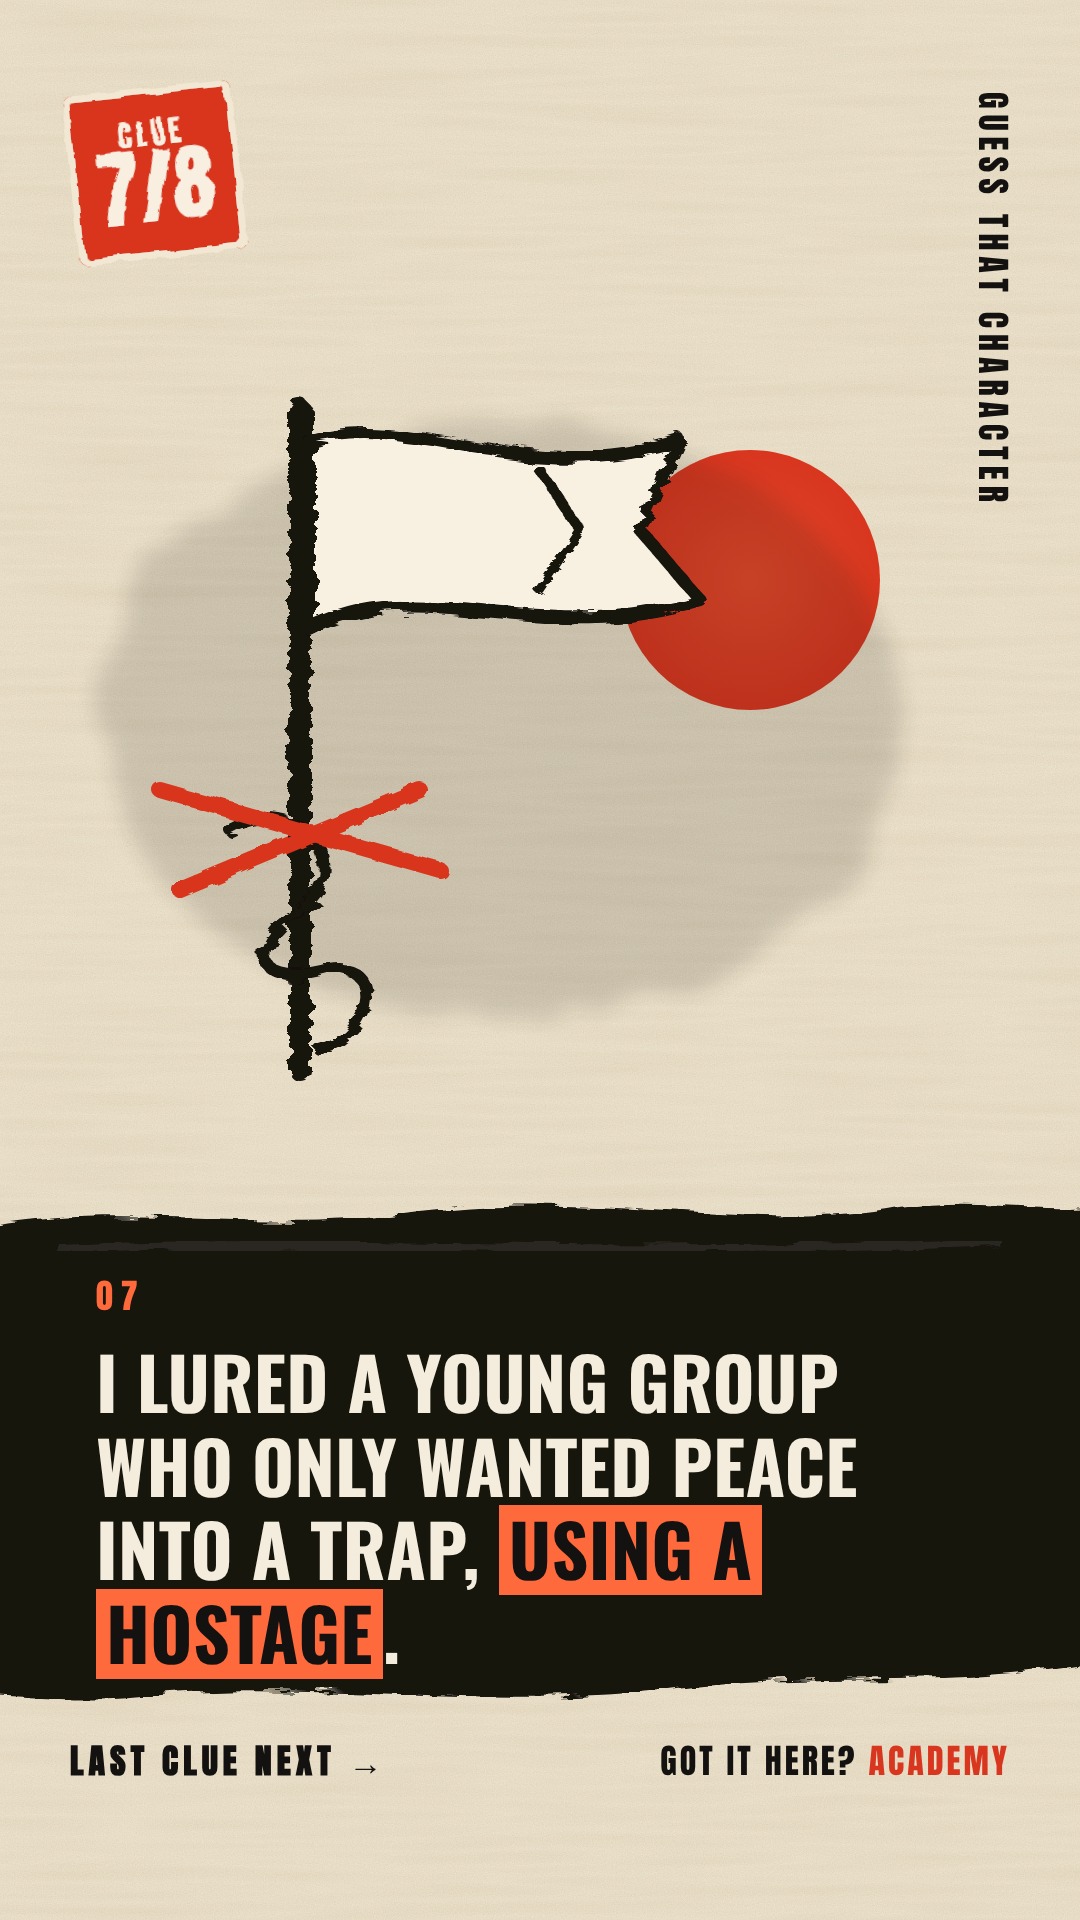 CLUE
7/8
GUESS THAT CHARACTER
07
I LURED A YOUNG GROUP
WHO ONLY WANTED PEACE
INTO A TRAP, USING A
HOSTAGE.
LAST CLUE NEXT →
GOT IT HERE? ACADEMY